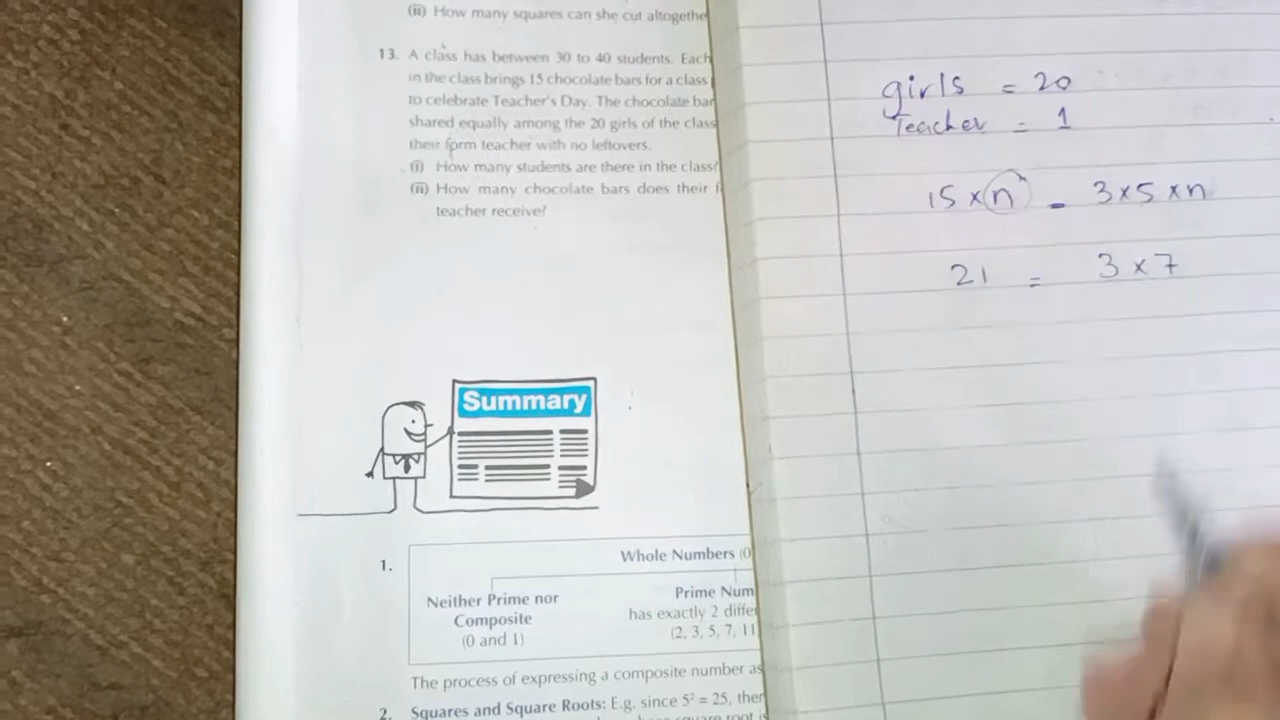 (ii) How many squares can she cut altogethe
13. A class has between 30 to 40 students. Each
in the class brings 15 chocolate bars for a class
to celebrate Teacher's Day. The chocolate bar
shared equally among the 20 girls of the class
their form teacher with no leftovers.
(i) How many students are there in the class?
(ii) How many chocolate bars does their f
teacher receive?
Summary
1.
Whole Numbers (0
Neither Prime nor
Composite
(0 and 1)
Prime Num
has exactly 2 differ
(2, 3, 5, 7, 11
The process of expressing a composite number as
2. Squares and Square Roots: E.g. since 5² = 25, ther
girls = 20
Teacher = 1
15 × n = 3 × 5 × n
21 = 3 × 7